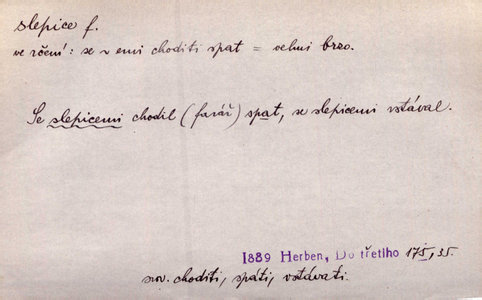 slepice f.
ve rčení: se s emi choditi spat = velmi brzo.
Se slepicemi chodil (farář) spat, se slepicemi vstával.
1889 Herben, Do třetího 175, 35.
srov. choditi, spáti, vstávati.